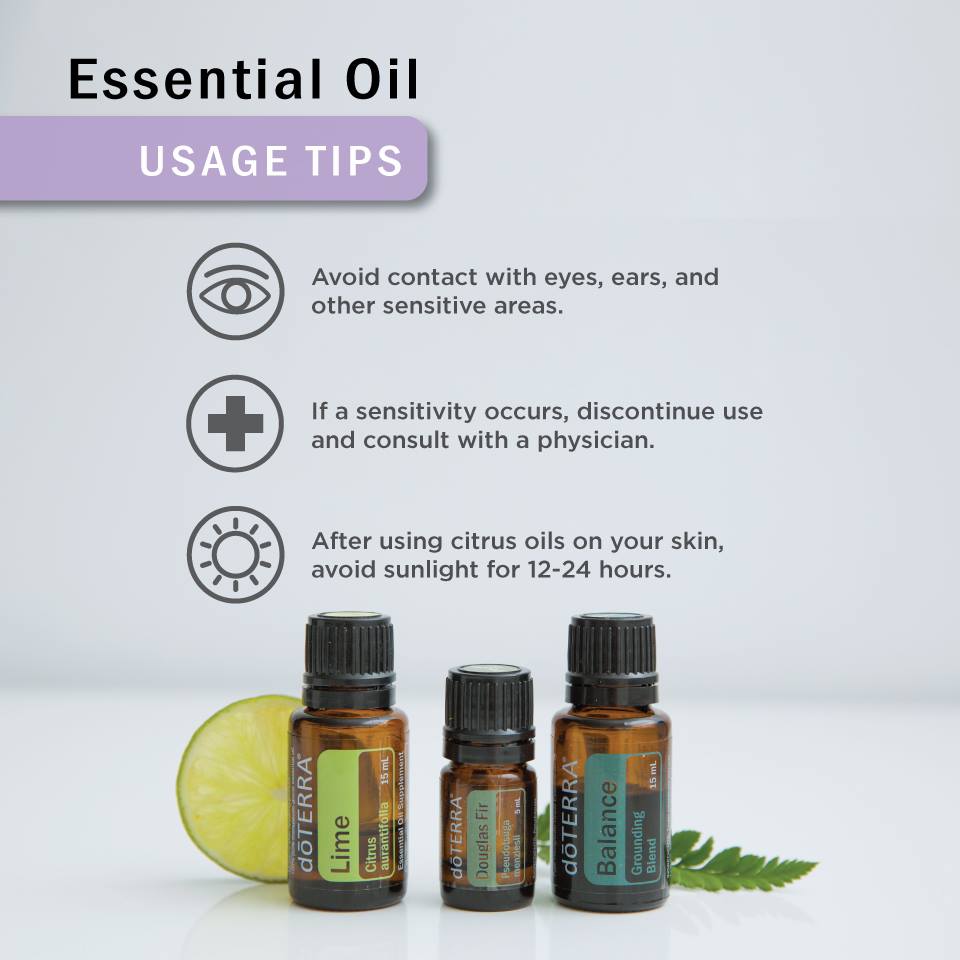 Essential Oil
USAGE TIPS
Avoid contact with eyes, ears, and
other sensitive areas.
If a sensitivity occurs, discontinue use
and consult with a physician.
After using citrus oils on your skin,
avoid sunlight for 12-24 hours.
dōTERRA®
Lime
Citrus
aurantifolia 15 mL
Essential Oil Supplement
dōTERRA®
Douglas Fir
Pseudotsuga
menziesii 5 mL
dōTERRA®
Balance
Grounding
Blend 15 mL